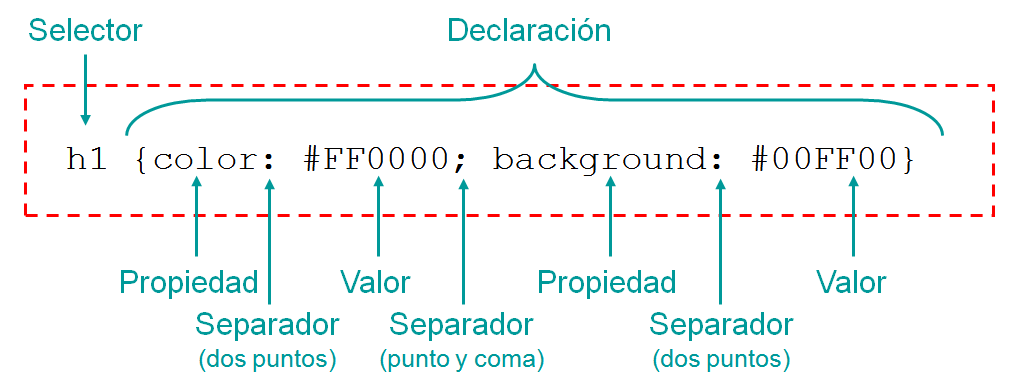 Selector Declaración
h1 {color: #FF0000; background: #00FF00}
Propiedad Valor Propiedad Valor
Separador Separador Separador
(dos puntos) (punto y coma) (dos puntos)